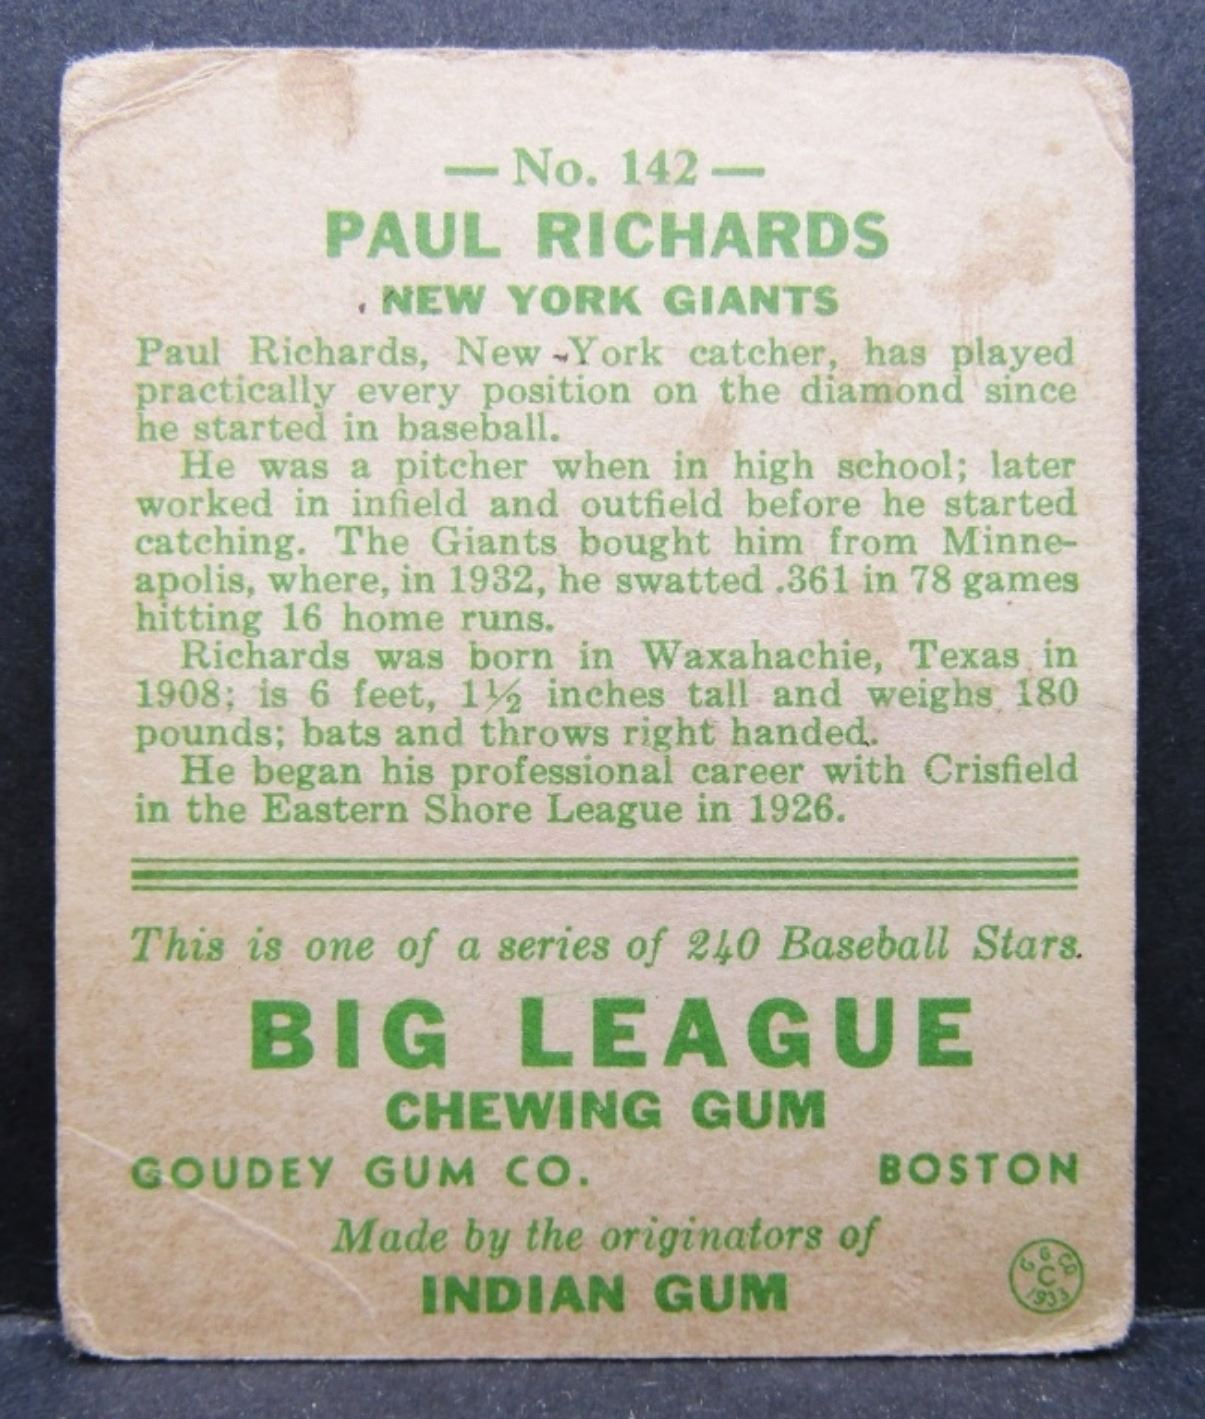 — No. 142 —
PAUL RICHARDS
NEW YORK GIANTS
Paul Richards, New York catcher, has played
practically every position on the diamond since
he started in baseball.
He was a pitcher when in high school; later
worked in infield and outfield before he started
catching. The Giants bought him from Minne-
apolis, where, in 1932, he swatted .361 in 78 games
hitting 16 home runs.
Richards was born in Waxahachie, Texas in
1908; is 6 feet, 1½ inches tall and weighs 180
pounds; bats and throws right handed.
He began his professional career with Crisfield
in the Eastern Shore League in 1926.
This is one of a series of 240 Baseball Stars.
BIG LEAGUE
CHEWING GUM
GOUDEY GUM CO. BOSTON
Made by the originators of
INDIAN GUM
G. G. CO.
C
1933